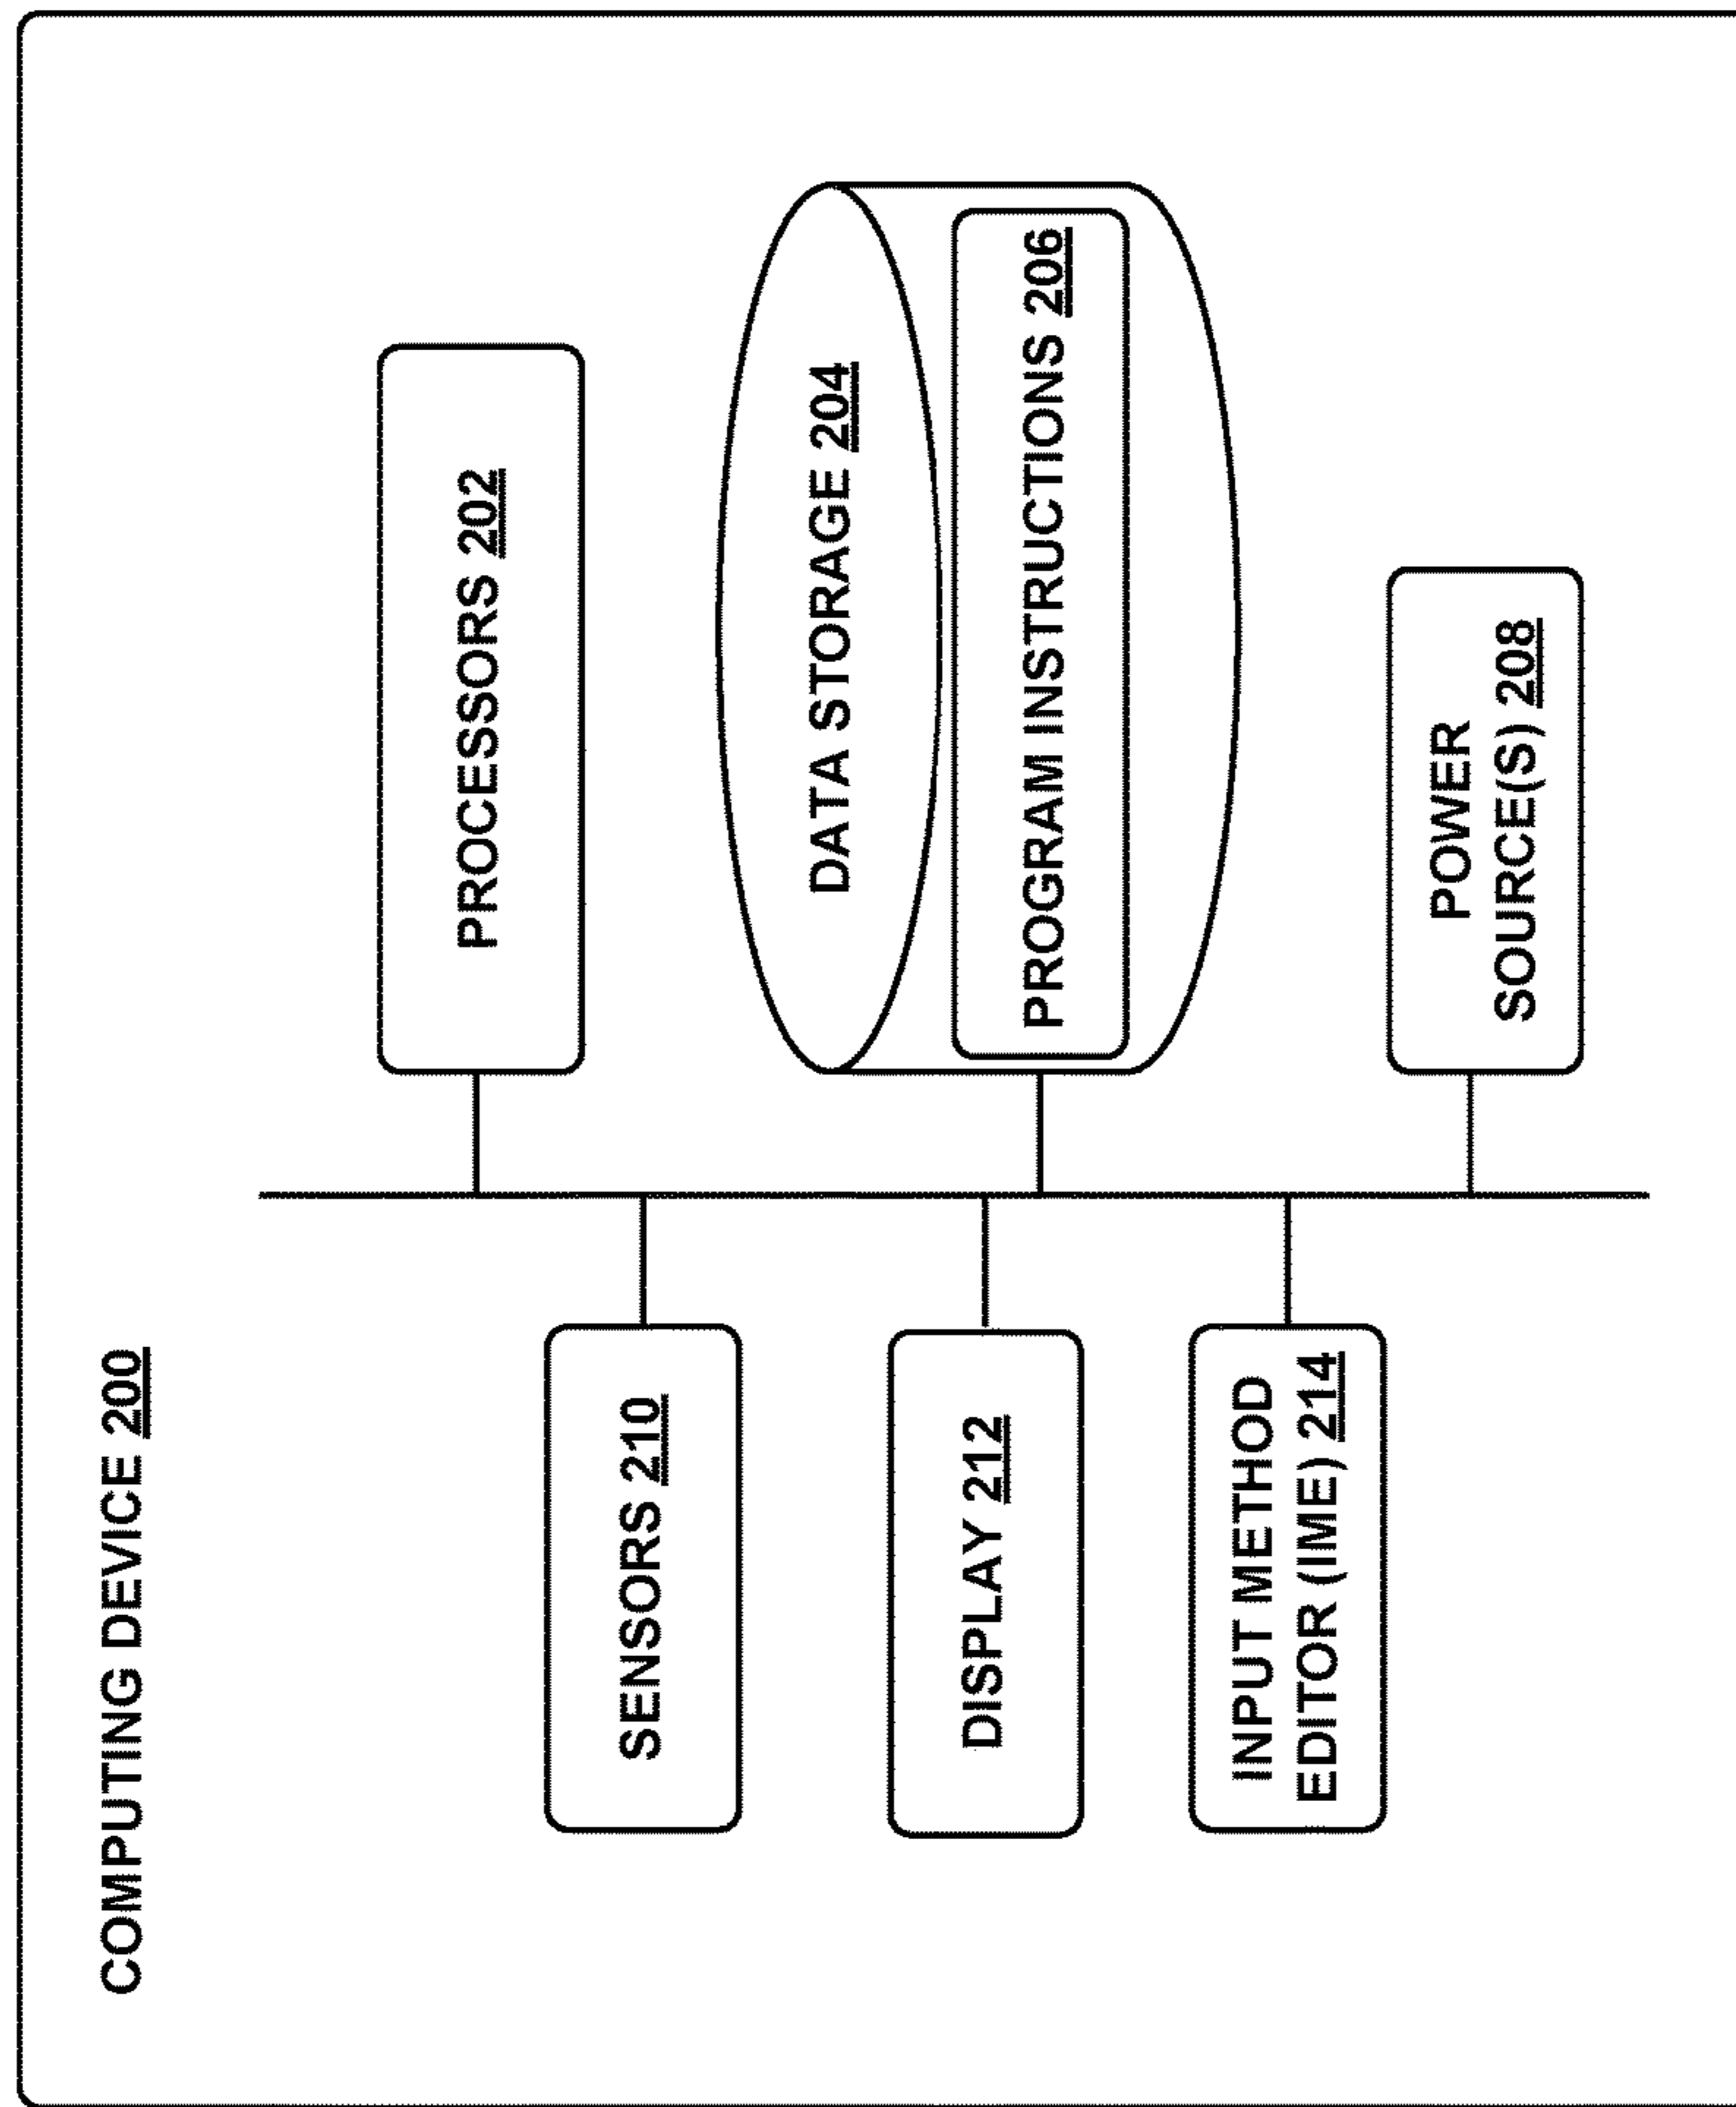 COMPUTING DEVICE 200
SENSORS 210
DISPLAY 212
INPUT METHOD
EDITOR (IME) 214
PROCESSORS 202
DATA STORAGE 204
PROGRAM INSTRUCTIONS 206
POWER
SOURCE(S) 208